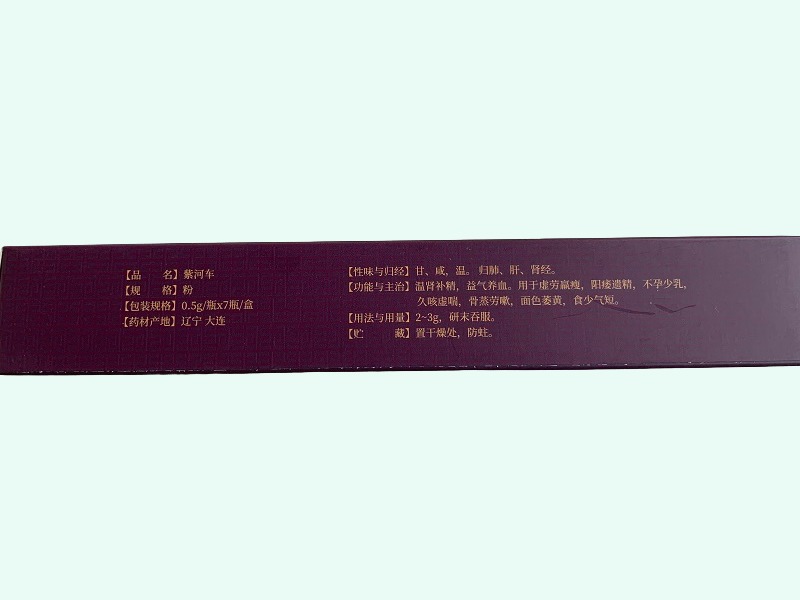 【品　　名】紫河车
【规　　格】粉
【包装规格】0.5g/瓶x7瓶/盒
【药材产地】辽宁 大连
【性味与归经】甘、咸，温。归肺、肝、肾经。
【功能与主治】温肾补精，益气养血。用于虚劳羸瘦，阳痿遗精，不孕少乳，
久咳虚喘，骨蒸劳嗽，面色萎黄，食少气短。
【用法与用量】2~3g，研末吞服。
【贮　　　藏】置干燥处，防蛀。